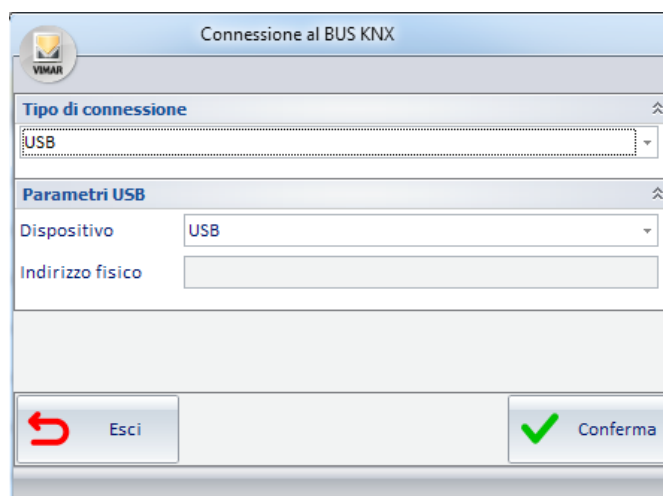 Connessione al BUS KNX
VIMAR
Tipo di connessione
USB
Parametri USB
Dispositivo USB
Indirizzo fisico
Esci Conferma